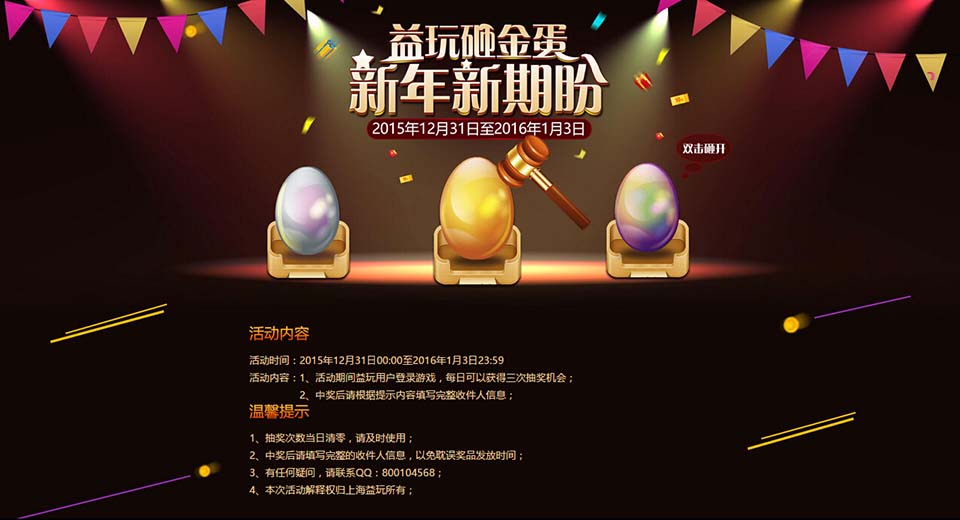 益玩砸金蛋
新年新期盼
2015年12月31日至2016年1月3日
双击砸开
活动内容
活动时间：2015年12月31日00:00至2016年1月3日23:59
活动内容：1、活动期间益玩用户登录游戏，每日可以获得三次抽奖机会；
2、中奖后请根据提示内容填写完整收件人信息；
温馨提示
1、抽奖次数当日清零，请及时使用；
2、中奖后请填写完整的收件人信息，以免耽误奖品发放时间；
3、有任何疑问，请联系QQ：800104568；
4、本次活动解释权归上海益玩所有；